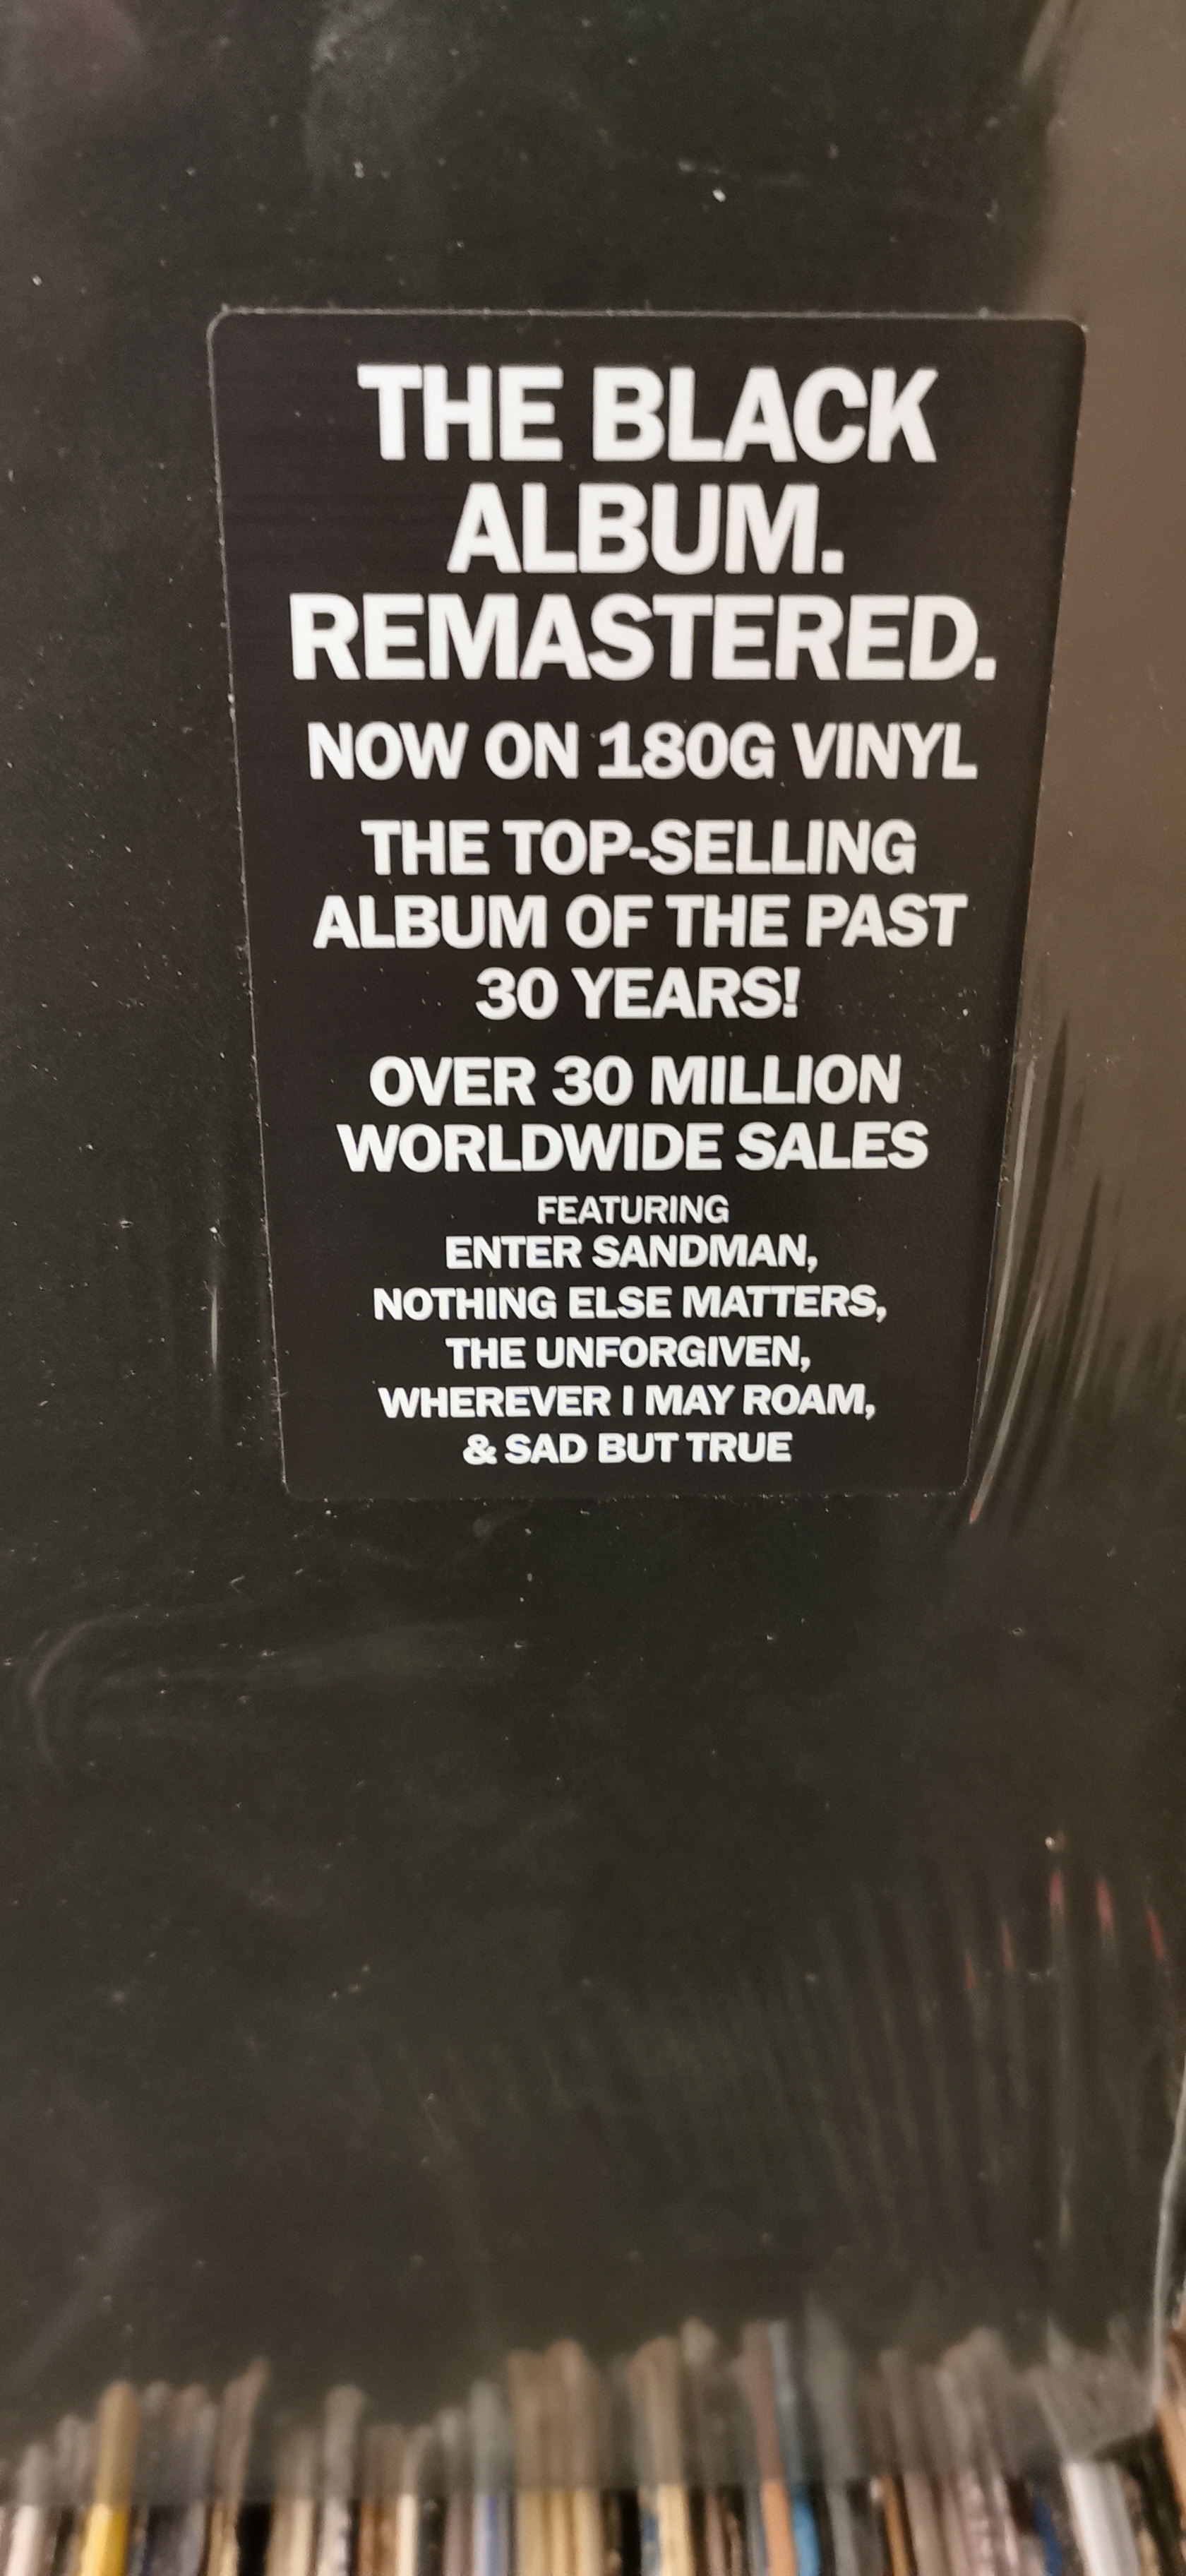 THE BLACK
ALBUM.
REMASTERED.
NOW ON 180G VINYL
THE TOP-SELLING
ALBUM OF THE PAST
30 YEARS!
OVER 30 MILLION
WORLDWIDE SALES
FEATURING
ENTER SANDMAN,
NOTHING ELSE MATTERS,
THE UNFORGIVEN,
WHEREVER I MAY ROAM,
& SAD BUT TRUE